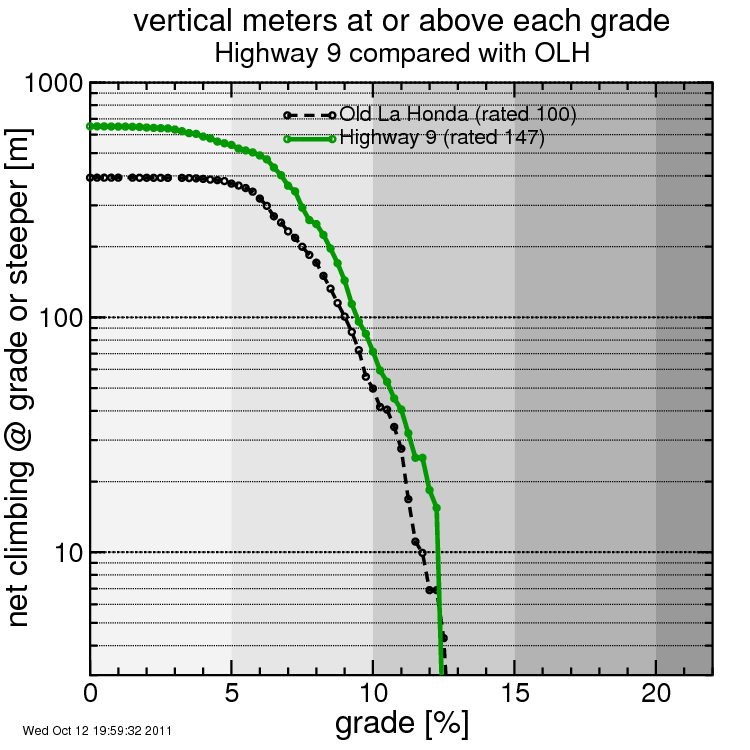 vertical meters at or above each grade
Highway 9 compared with OLH
net climbing @ grade or steeper [m]
1000
100
10
Old La Honda (rated 100)
Highway 9 (rated 147)
0 5 10 15 20
grade [%]
Wed Oct 12 19:59:32 2011